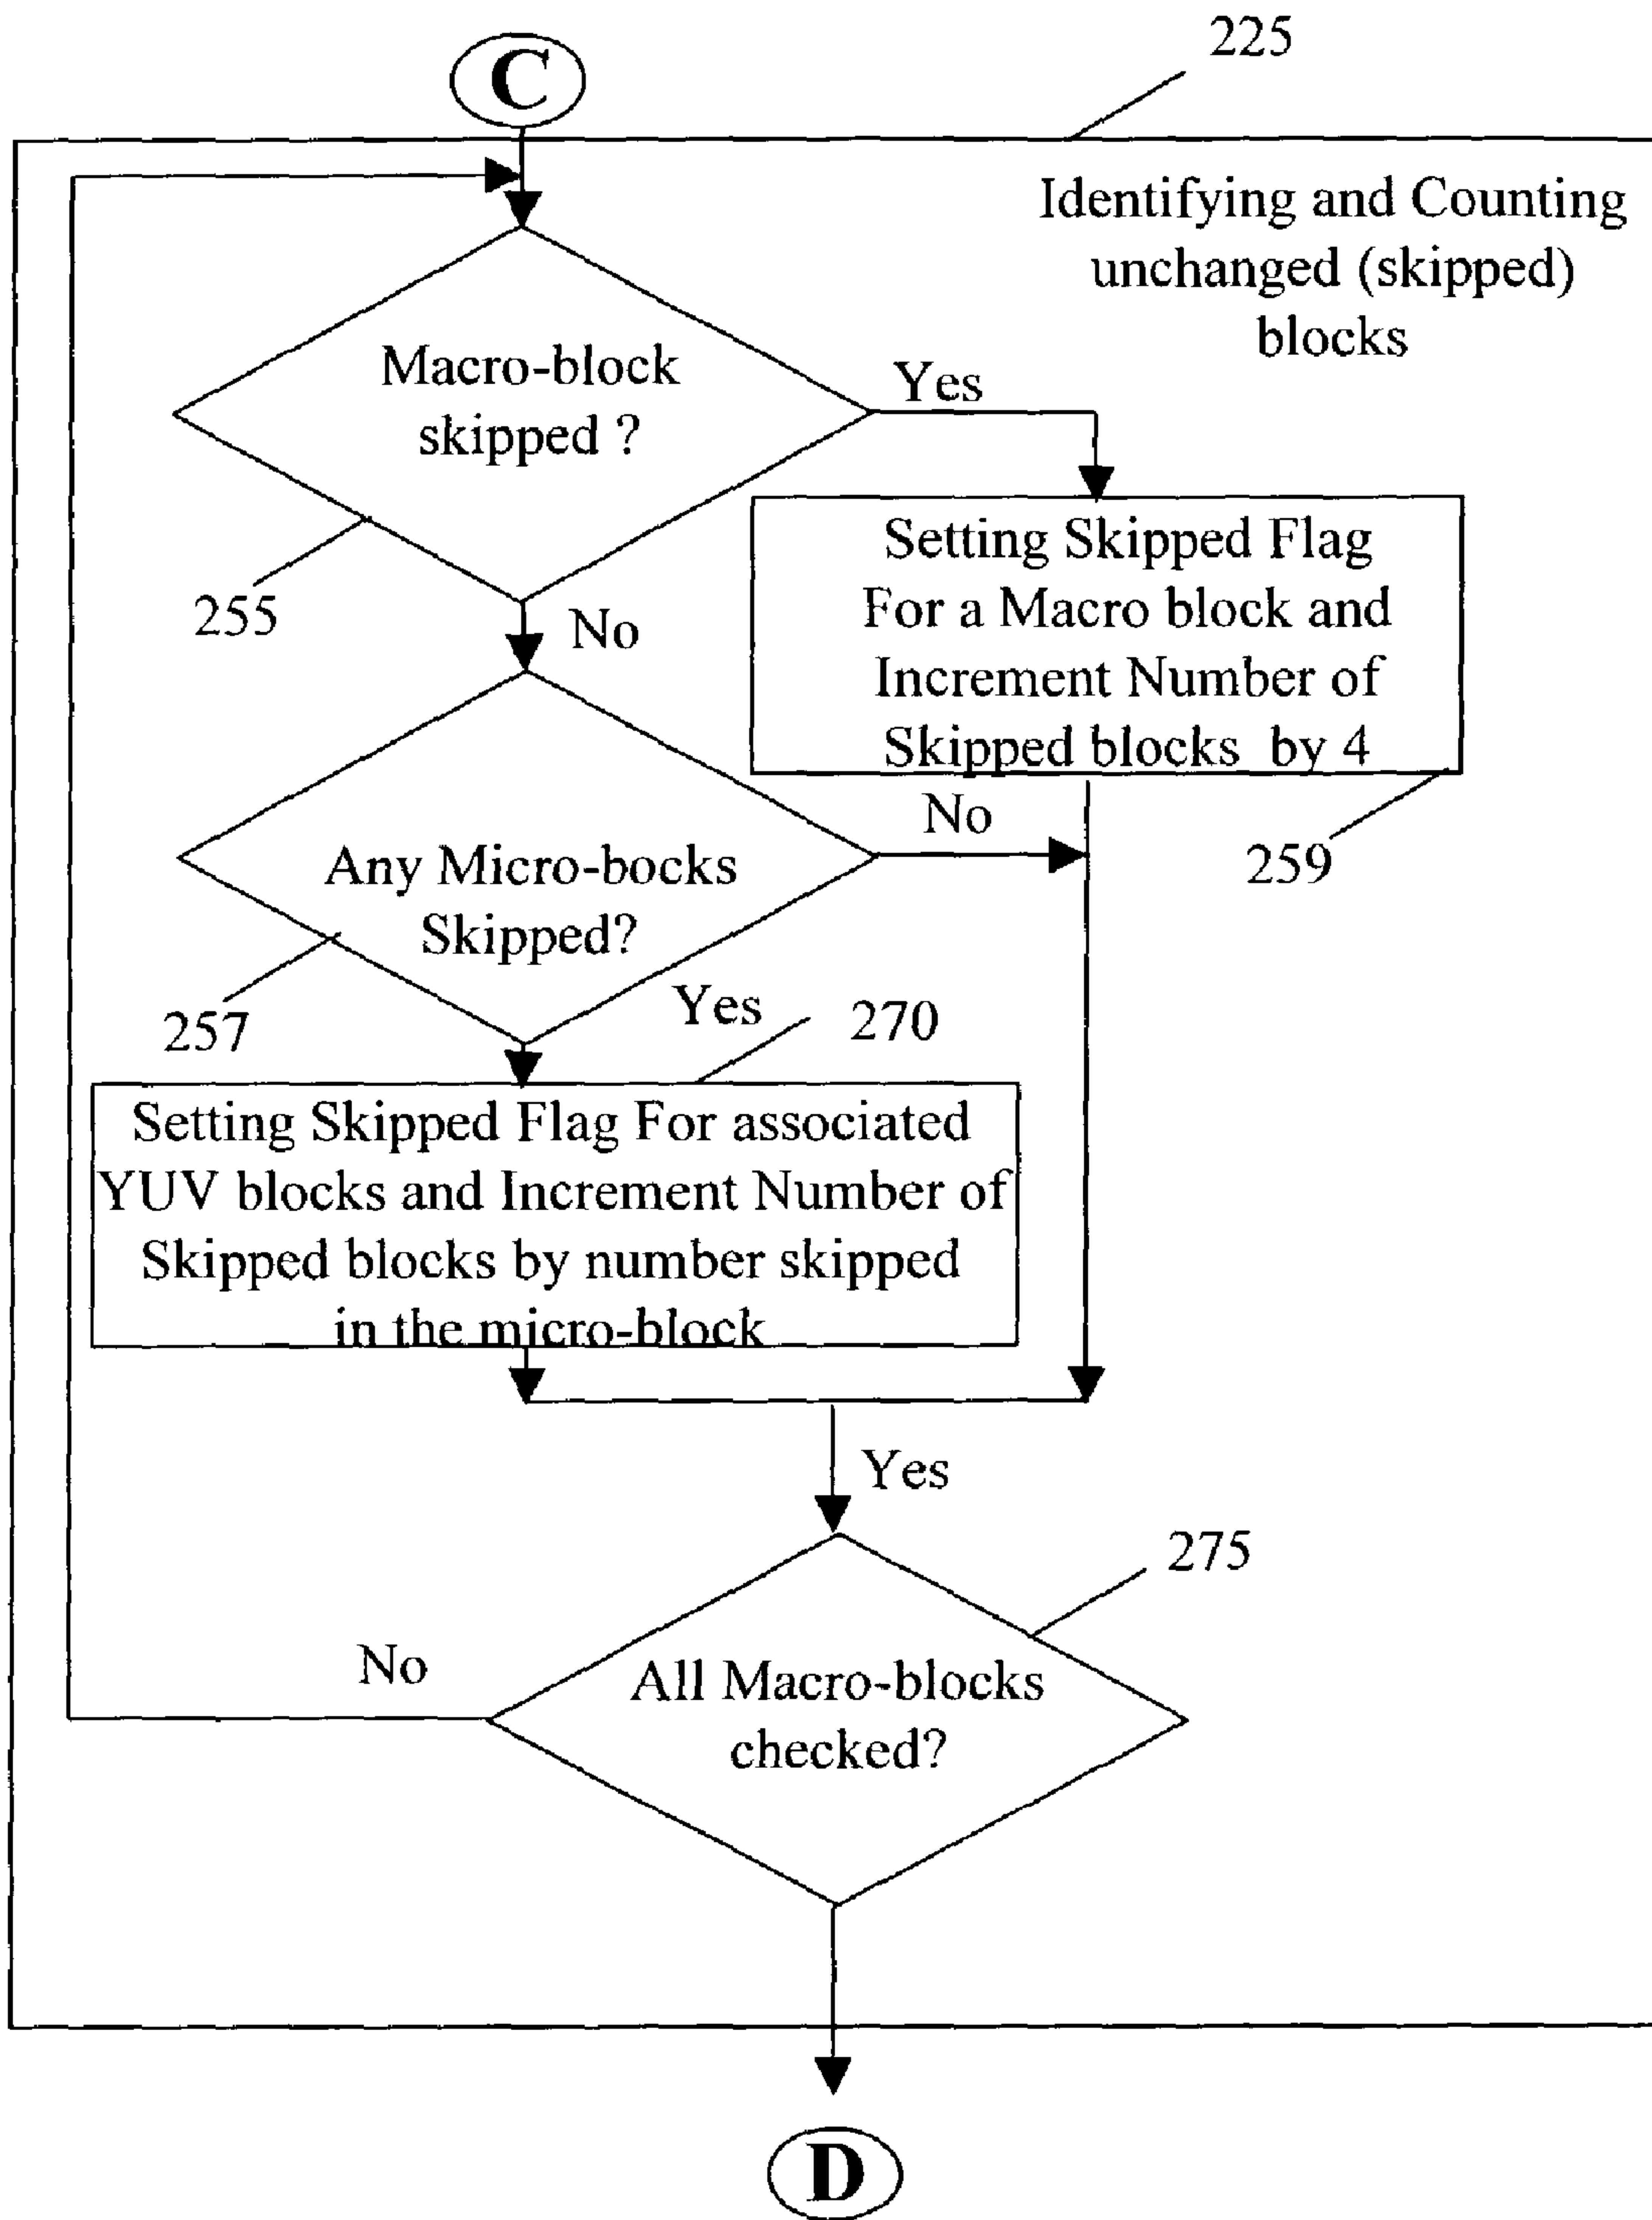 225
C
Identifying and Counting
unchanged (skipped)
blocks
Macro-block
skipped ?
Yes
255
No
Setting Skipped Flag
For a Macro block and
Increment Number of
Skipped blocks by 4
259
Any Micro-bocks
Skipped?
No
257
Yes
270
Setting Skipped Flag For associated
YUV blocks and Increment Number of
Skipped blocks by number skipped
in the micro-block
Yes
275
All Macro-blocks
checked?
No
D